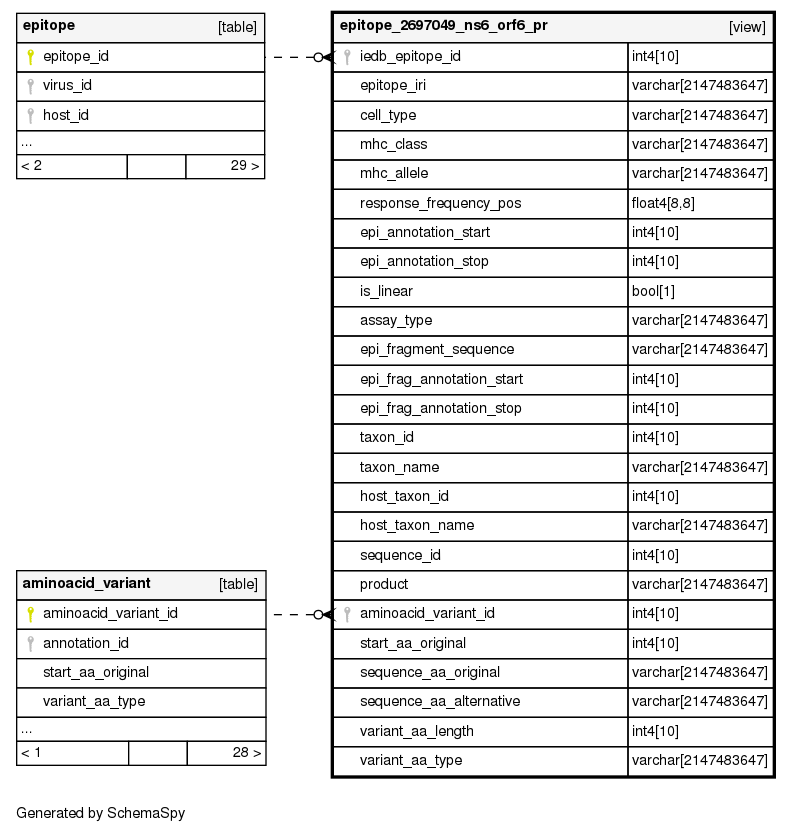 epitope [table]
epitope_id
virus_id
host_id
...
< 2 29 >
epitope_2697049_ns6_orf6_pr [view]
iedb_epitope_id int4[10]
epitope_iri varchar[2147483647]
cell_type varchar[2147483647]
mhc_class varchar[2147483647]
mhc_allele varchar[2147483647]
response_frequency_pos float4[8,8]
epi_annotation_start int4[10]
epi_annotation_stop int4[10]
is_linear bool[1]
assay_type varchar[2147483647]
epi_fragment_sequence varchar[2147483647]
epi_frag_annotation_start int4[10]
epi_frag_annotation_stop int4[10]
taxon_id int4[10]
taxon_name varchar[2147483647]
host_taxon_id int4[10]
host_taxon_name varchar[2147483647]
sequence_id int4[10]
product varchar[2147483647]
aminoacid_variant_id int4[10]
start_aa_original int4[10]
sequence_aa_original varchar[2147483647]
sequence_aa_alternative varchar[2147483647]
variant_aa_length int4[10]
variant_aa_type varchar[2147483647]
aminoacid_variant [table]
aminoacid_variant_id
annotation_id
start_aa_original
variant_aa_type
...
< 1 28 >
Generated by SchemaSpy